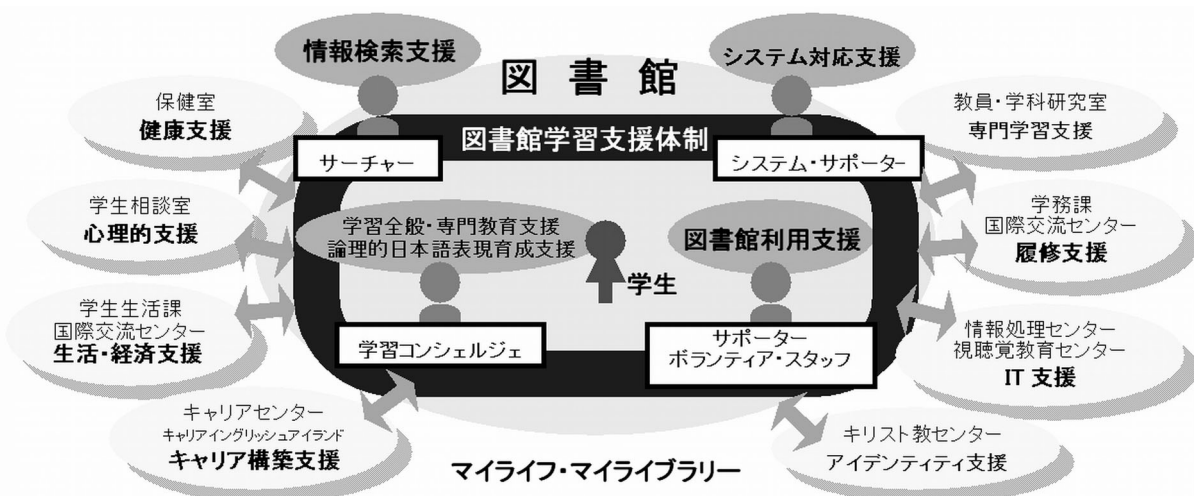 情報検索支援
システム対応支援
図書館
保健室
健康支援
教員・学科研究室
専門学習支援
図書館学習支援体制
サーチャー
システム・サポーター
学生相談室
心理的支援
学習全般・専門教育支援
論理的日本語表現育成支援
図書館利用支援
学務課
国際交流センター
履修支援
学生
学生生活課
国際交流センター
生活・経済支援
学習コンシェルジェ
サポーター
ボランティア・スタッフ
情報処理センター
視聴覚教育センター
IT 支援
キャリアセンター
キャリアイングリッシュアイランド
キャリア構築支援
マイライフ・マイライブラリー
キリスト教センター
アイデンティティ支援